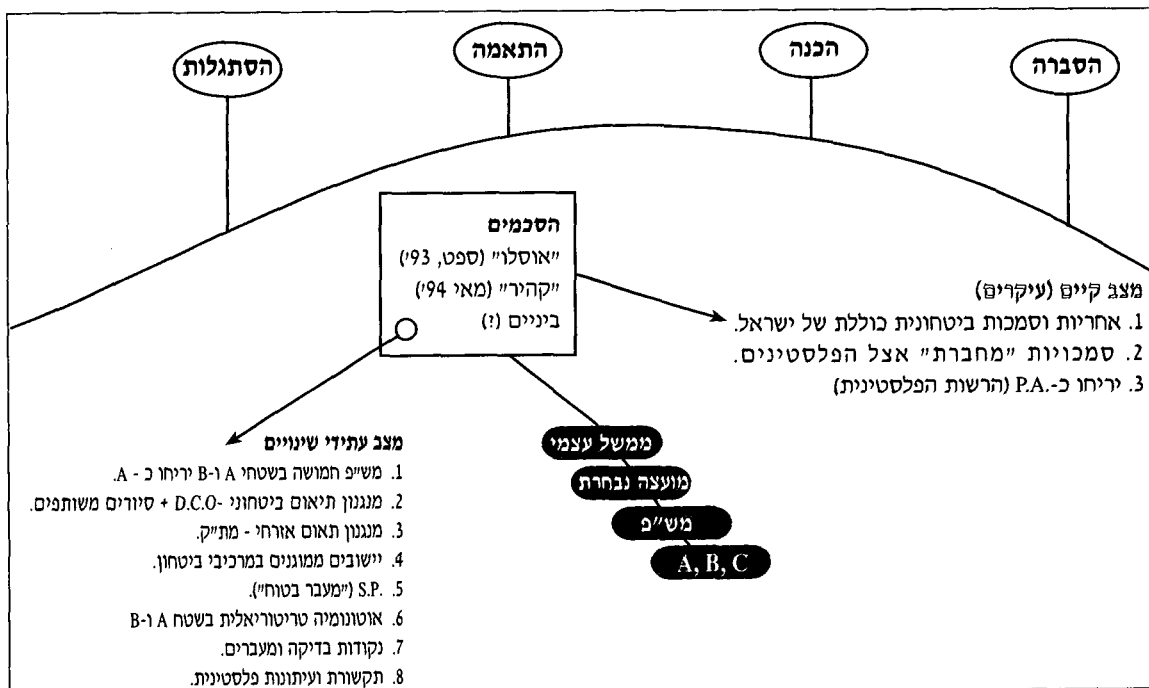 הסברה
הכנה
התאמה
הסתגלות
הסכמים
"אוסלו" (ספט, 93')
"קהיר" (מאי 94')
ביניים (?)
מצב קיים (עיקרים)
1. אחריות וסמכות ביטחונית כוללת של ישראל.
2. סמכויות "מחברת" אצל הפלסטינים.
3. יריחו כ-P.A. (הרשות הפלסטינית)
ממשל עצמי
מועצה נבחרת
מש"פ
A, B, C
מצב עתידי שינויים
1. מש"פ חמושה בשטחי A ו-B יריחו כ - A.
2. מנגנון תיאום ביטחוני -D.C.O + סיורים משותפים.
3. מנגנון תאום אזרחי - מת"ק.
4. יישובים ממוגנים במרכיבי ביטחון.
5. S.P. ("מעבר בטוח").
6. אוטונומיה טריטוריאלית בשטח A ו-B
7. נקודות בדיקה ומעברים.
8. תקשורת ועיתונות פלסטינית.